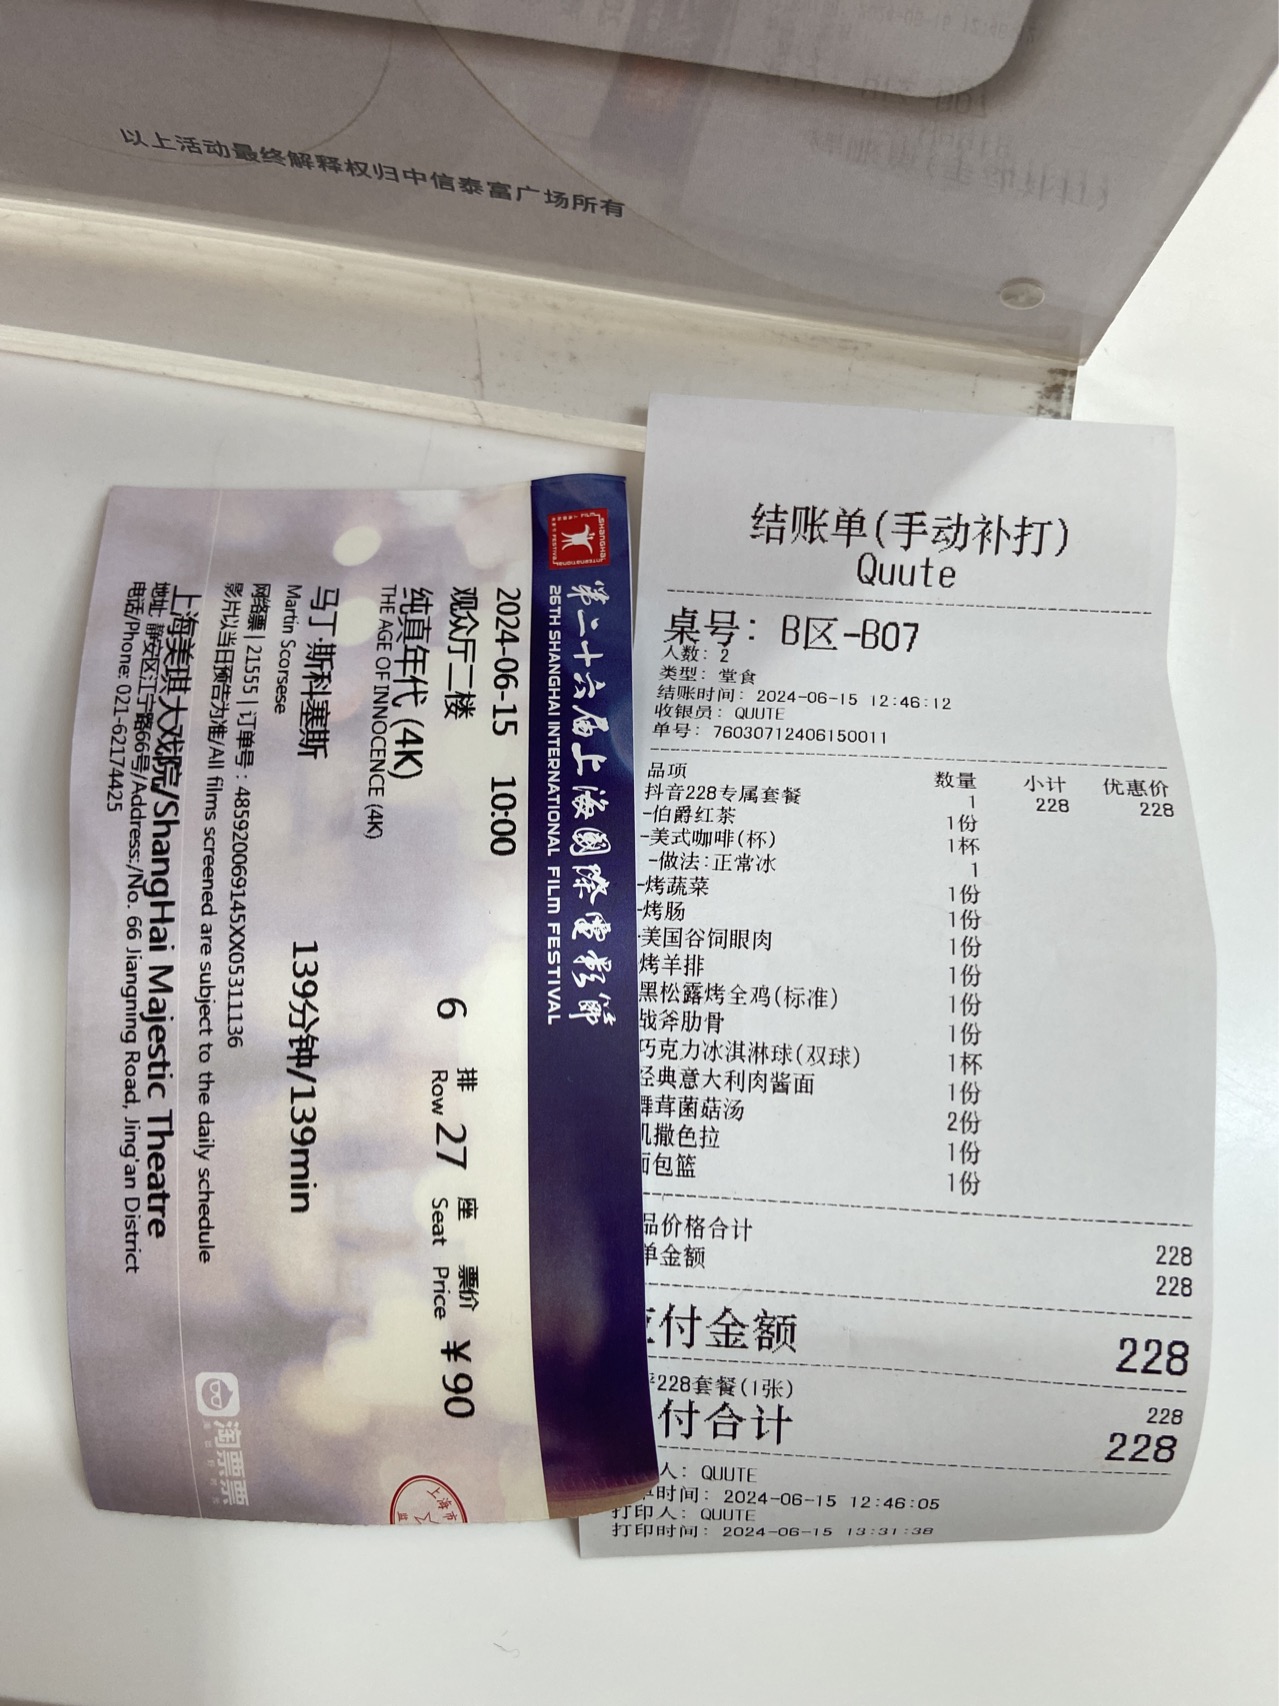 以上活动最终解释权归中信泰富广场所有
结账单(手动补打)
Quute
桌号: B区-B07
人数: 2
类型: 堂食
结账时间: 2024-06-15 12:46:12
收银员: QUUTE
单号: 76030712406150011
品项 数量 小计 优惠价
抖音228专属套餐 1 228 228
-伯爵红茶 1份
-美式咖啡(杯) 1杯
-做法:正常冰 1
-烤蔬菜 1份
-烤肠 1份
-美国谷饲眼肉 1份
烤羊排 1份
黑松露烤全鸡(标准) 1份
战斧肋骨 1份
巧克力冰淇淋球(双球) 1杯
经典意大利肉酱面 1份
舞茸菌菇汤 2份
凯撒色拉 1份
面包篮 1份
品价格合计 228
单金额 228
应付金额 228
228套餐(1张) 228
付合计 228
人: QUUTE
单时间: 2024-06-15 12:46:05
打印人: QUUTE
打印时间: 2024-06-15 13:31:38
第二十六届上海国际电影节
26TH SHANGHAI INTERNATIONAL FILM FESTIVAL
2024-06-15 10:00
观众厅二楼 6 排 27 座 票价 ¥90
Row Seat Price
纯真年代 (4K)
THE AGE OF INNOCENCE (4K)
马丁·斯科塞斯 139分钟/139min
Martin Scorsese
网络票 | 21555 | 订单号：485920069145XX05311136
影片以当日预告为准/All films screened are subject to the daily schedule
上海美琪大戏院/ShangHai Majestic Theatre
地址: 静安区江宁路66号/Address:/No. 66 Jiangning Road, Jing'an District
电话/Phone: 021-62174425
淘票票
上海市